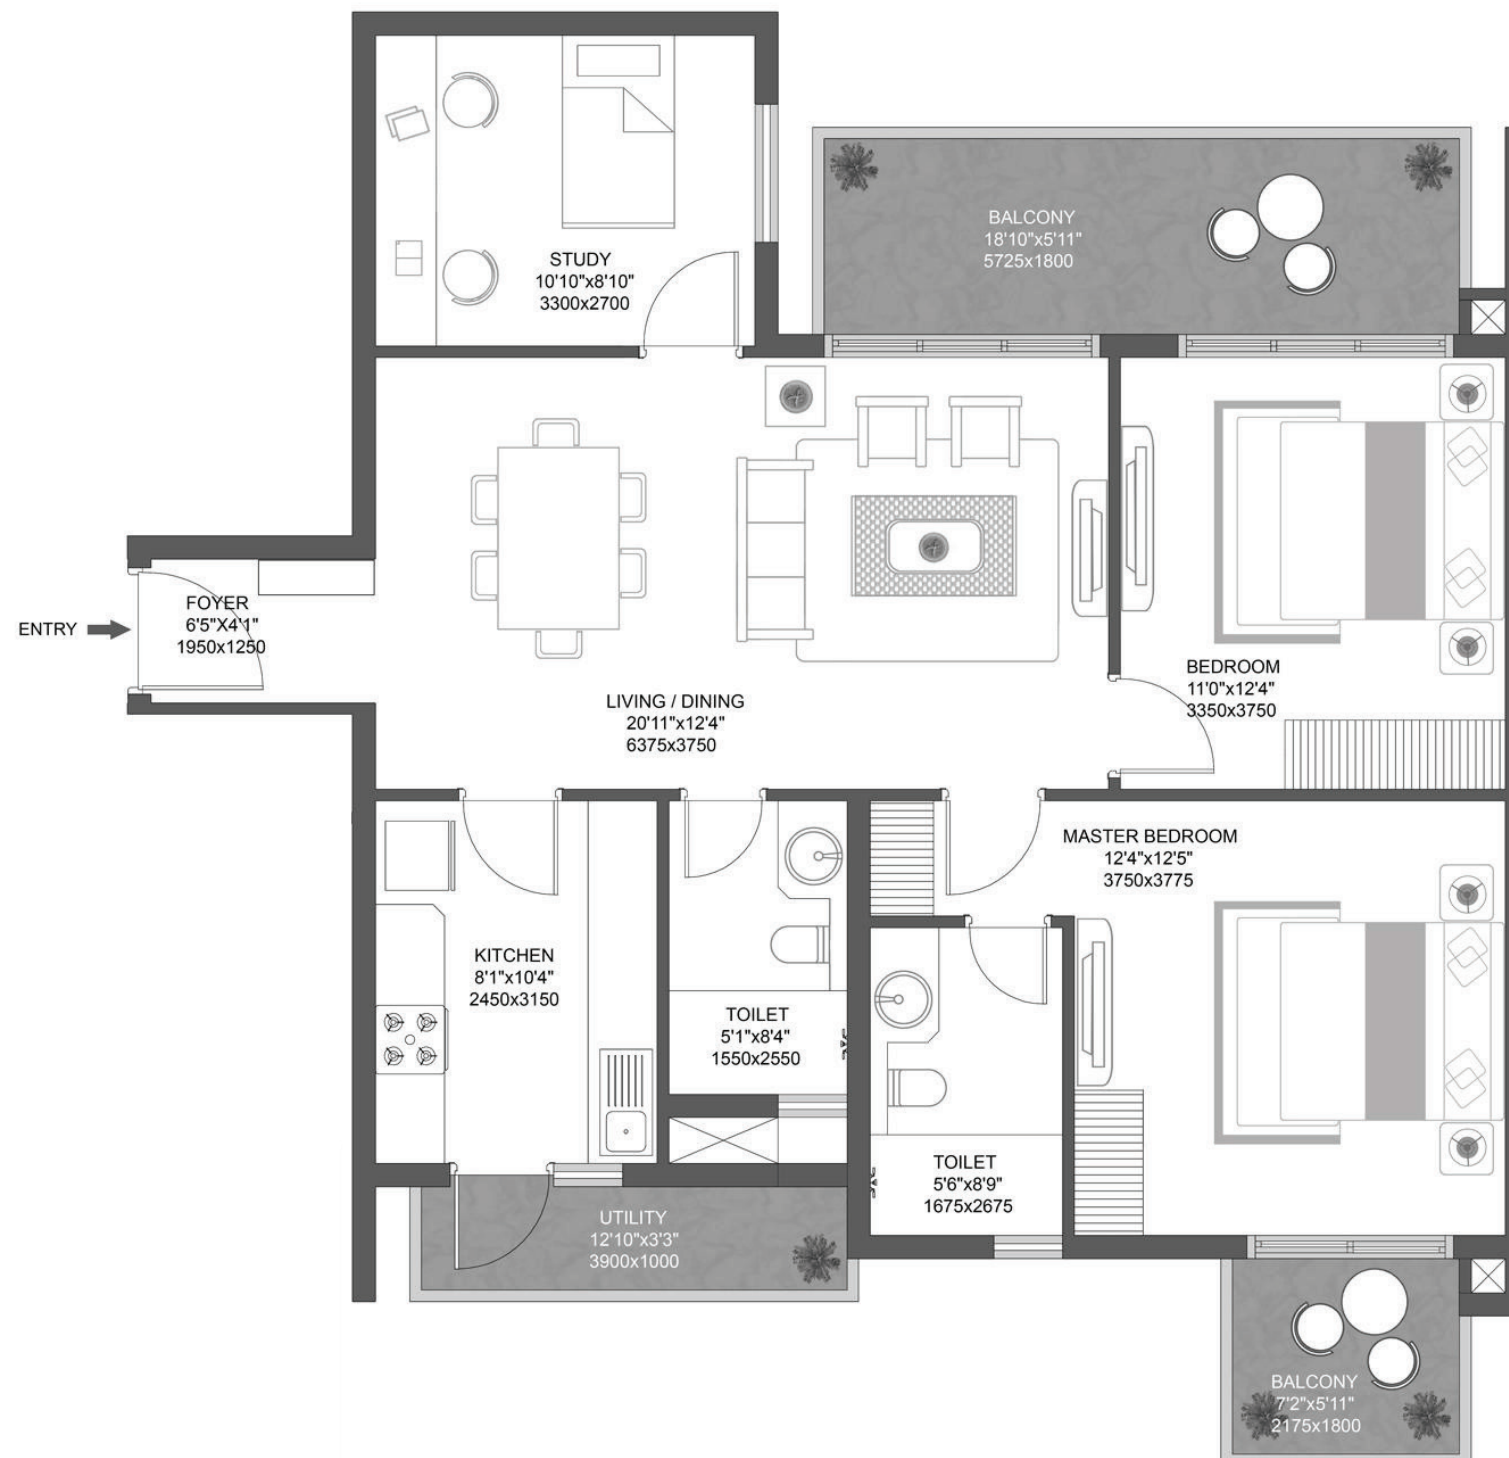 STUDY
10'10"x8'10"
3300x2700
BALCONY
18'10"x5'11"
5725x1800
ENTRY
FOYER
6'5"X4'1"
1950x1250
LIVING / DINING
20'11"x12'4"
6375x3750
BEDROOM
11'0"x12'4"
3350x3750
MASTER BEDROOM
12'4"x12'5"
3750x3775
KITCHEN
8'1"x10'4"
2450x3150
TOILET
5'1"x8'4"
1550x2550
TOILET
5'6"x8'9"
1675x2675
UTILITY
12'10"x3'3"
3900x1000
BALCONY
7'2"x5'11"
2175x1800